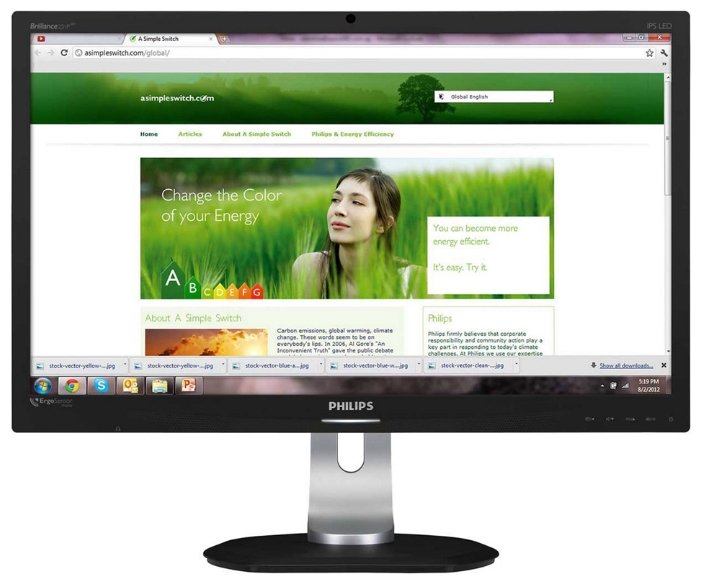 Brilliance
IPS LED
A Simple Switch
asimpleswitch.com/global/
asimpleswitch.com
Global English
Home Articles About A Simple Switch Philips & Energy Efficiency
Change the Color
of your Energy
You can become more
energy efficient.
It's easy. Try it.
A B C D E F G
About A Simple Switch
Carbon emissions, global warming, climate
change. These words seem to be on
everybody's lips. In 2006, Al Gore's "An
Inconvenient Truth" gave the public debate
Philips
Philips firmly believes that corporate
responsibility and community action play a
key part in responding to today's climate
challenges. At Philips we use our expertise
stock-vector-yellow-...jpg stock-vector-yellow-...jpg stock-vector-blue-a...jpg stock-vector-blue-w...jpg stock-vector-clean-...jpg Show all downloads...
5:19 PM
8/2/2012
ErgoSensor
PHILIPS